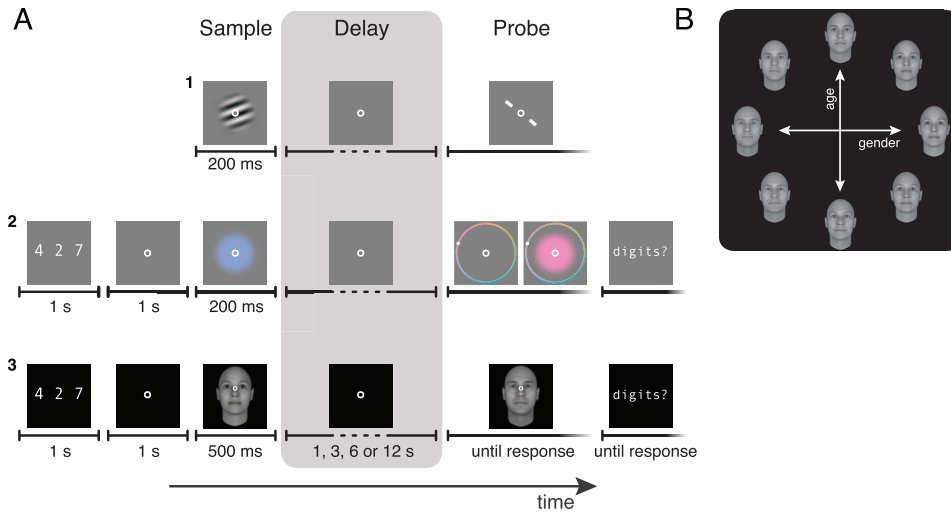 A
B
Sample
Delay
Probe
1
200 ms
2
4 2 7
digits?
1 s
1 s
200 ms
3
4 2 7
digits?
1 s
1 s
500 ms
1, 3, 6 or 12 s
until response
until response
time
age
gender